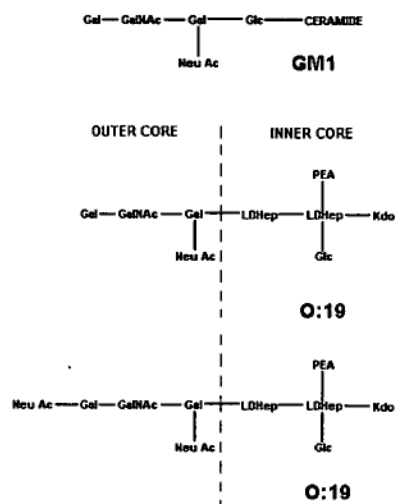 Gal—GalNAc—Gal—Glc—CERAMIDE
Neu Ac
GM1
OUTER CORE INNER CORE
PEA
Gal—GalNAc—Gal—LDHep—LDHep—Kdo
Neu Ac Glc
O:19
PEA
Neu Ac—Gal—GalNAc—Gal—LDHep—LDHep—Kdo
Neu Ac Glc
O:19